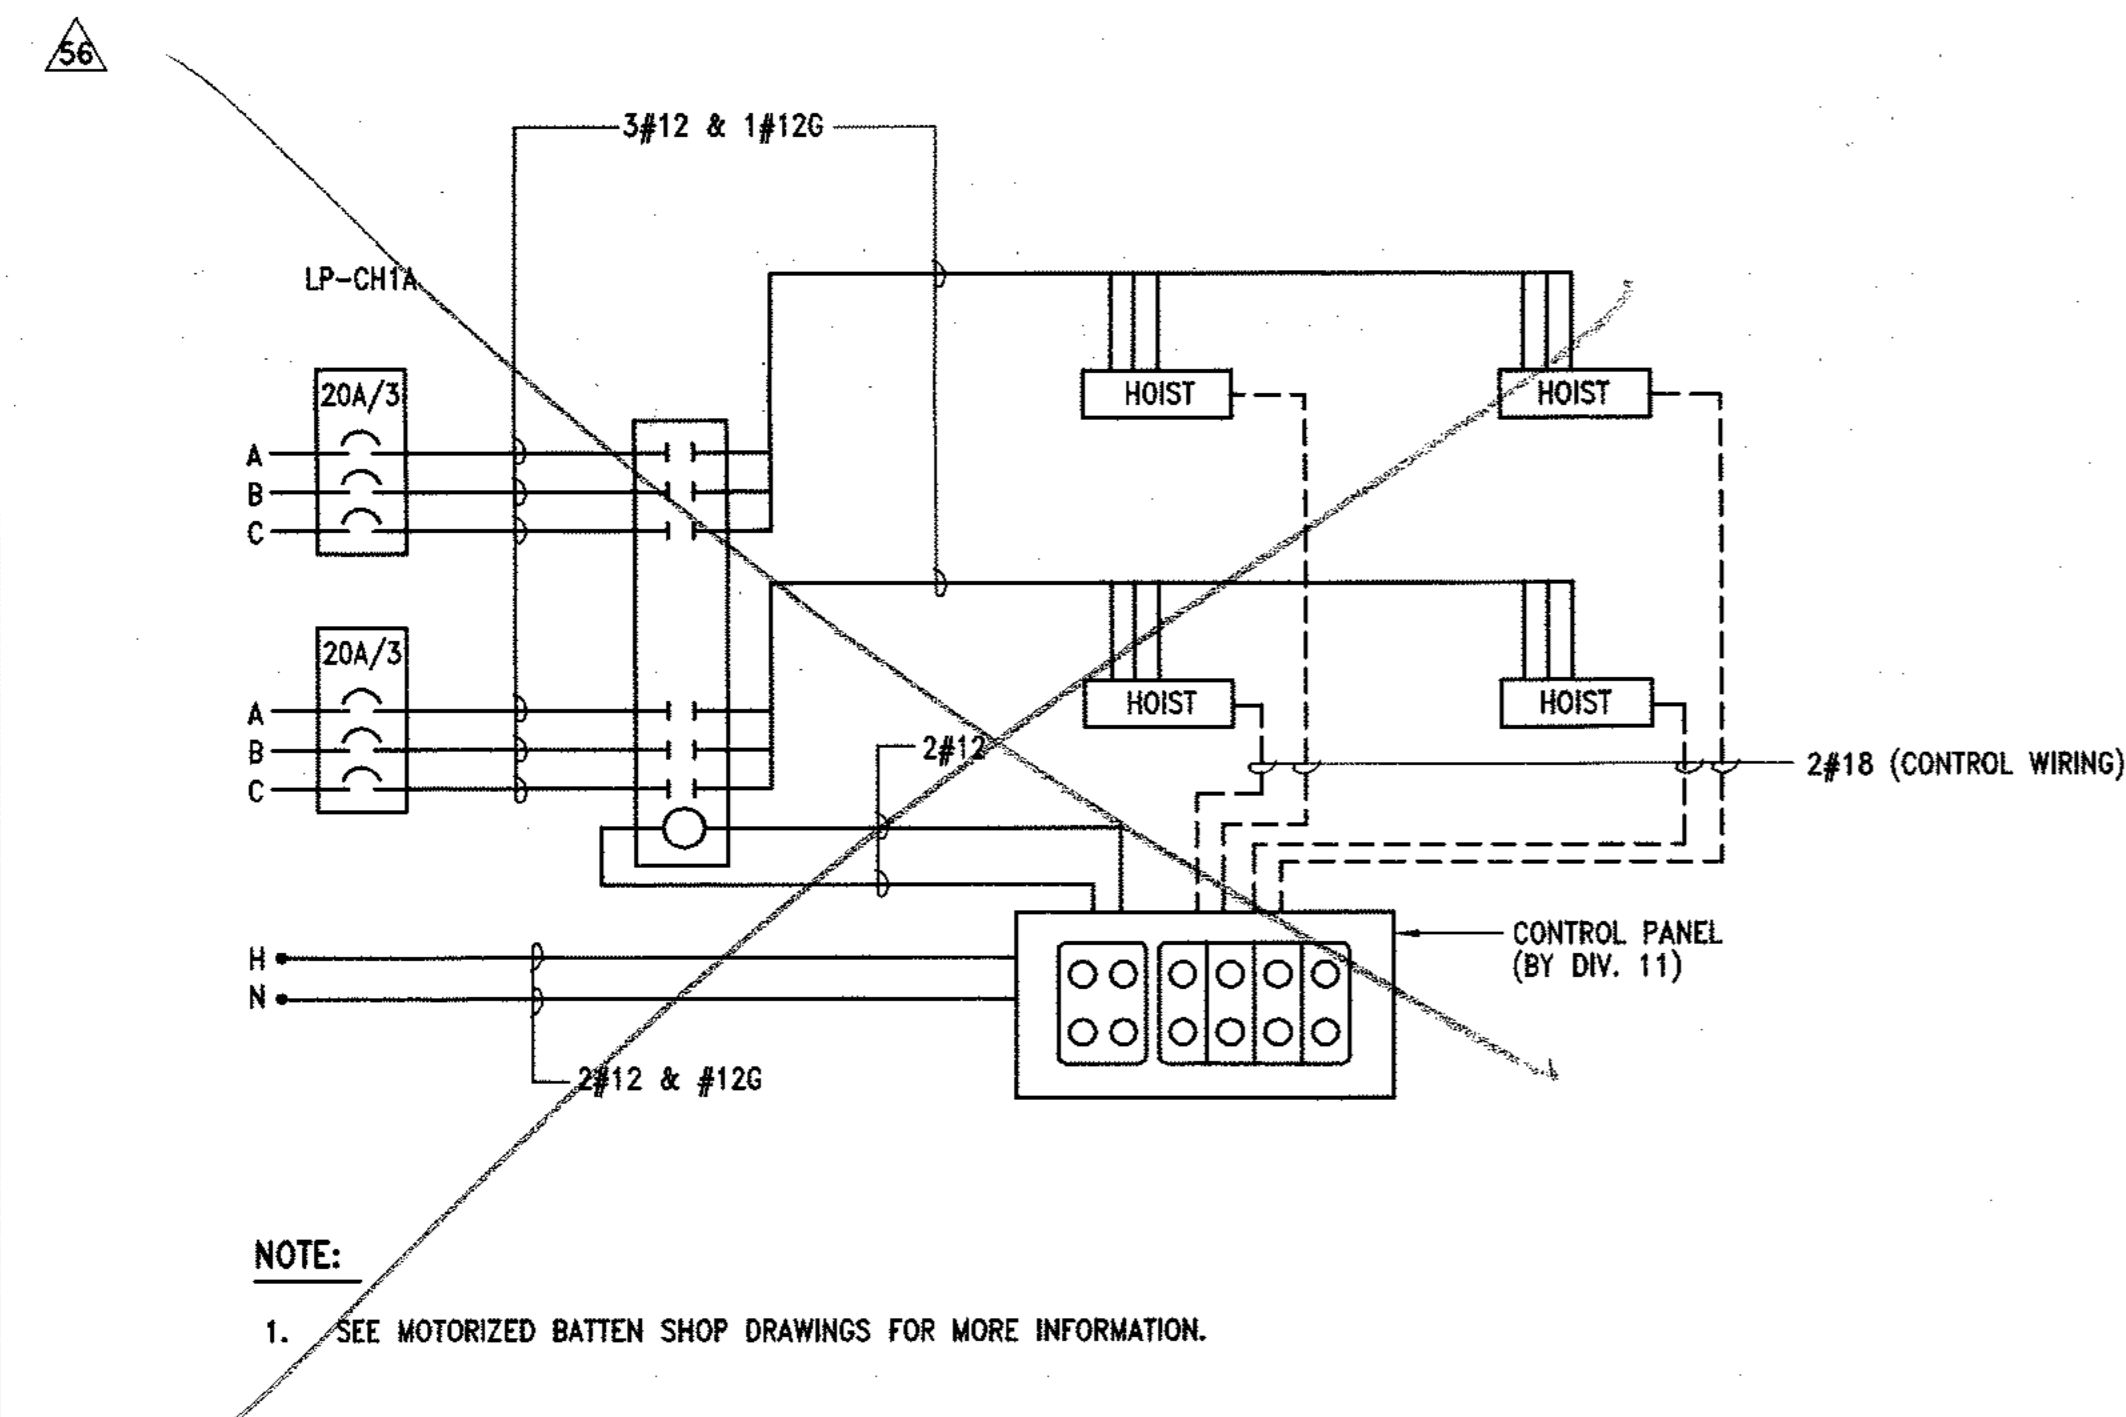 56
3#12 & 1#12G
LP-CH1A
20A/3
HOIST
HOIST
A
B
C
20A/3
HOIST
HOIST
A
B
C
2#12
2#18 (CONTROL WIRING)
CONTROL PANEL
(BY DIV. 11)
H
N
2#12 & #12G
NOTE:
1. SEE MOTORIZED BATTEN SHOP DRAWINGS FOR MORE INFORMATION.